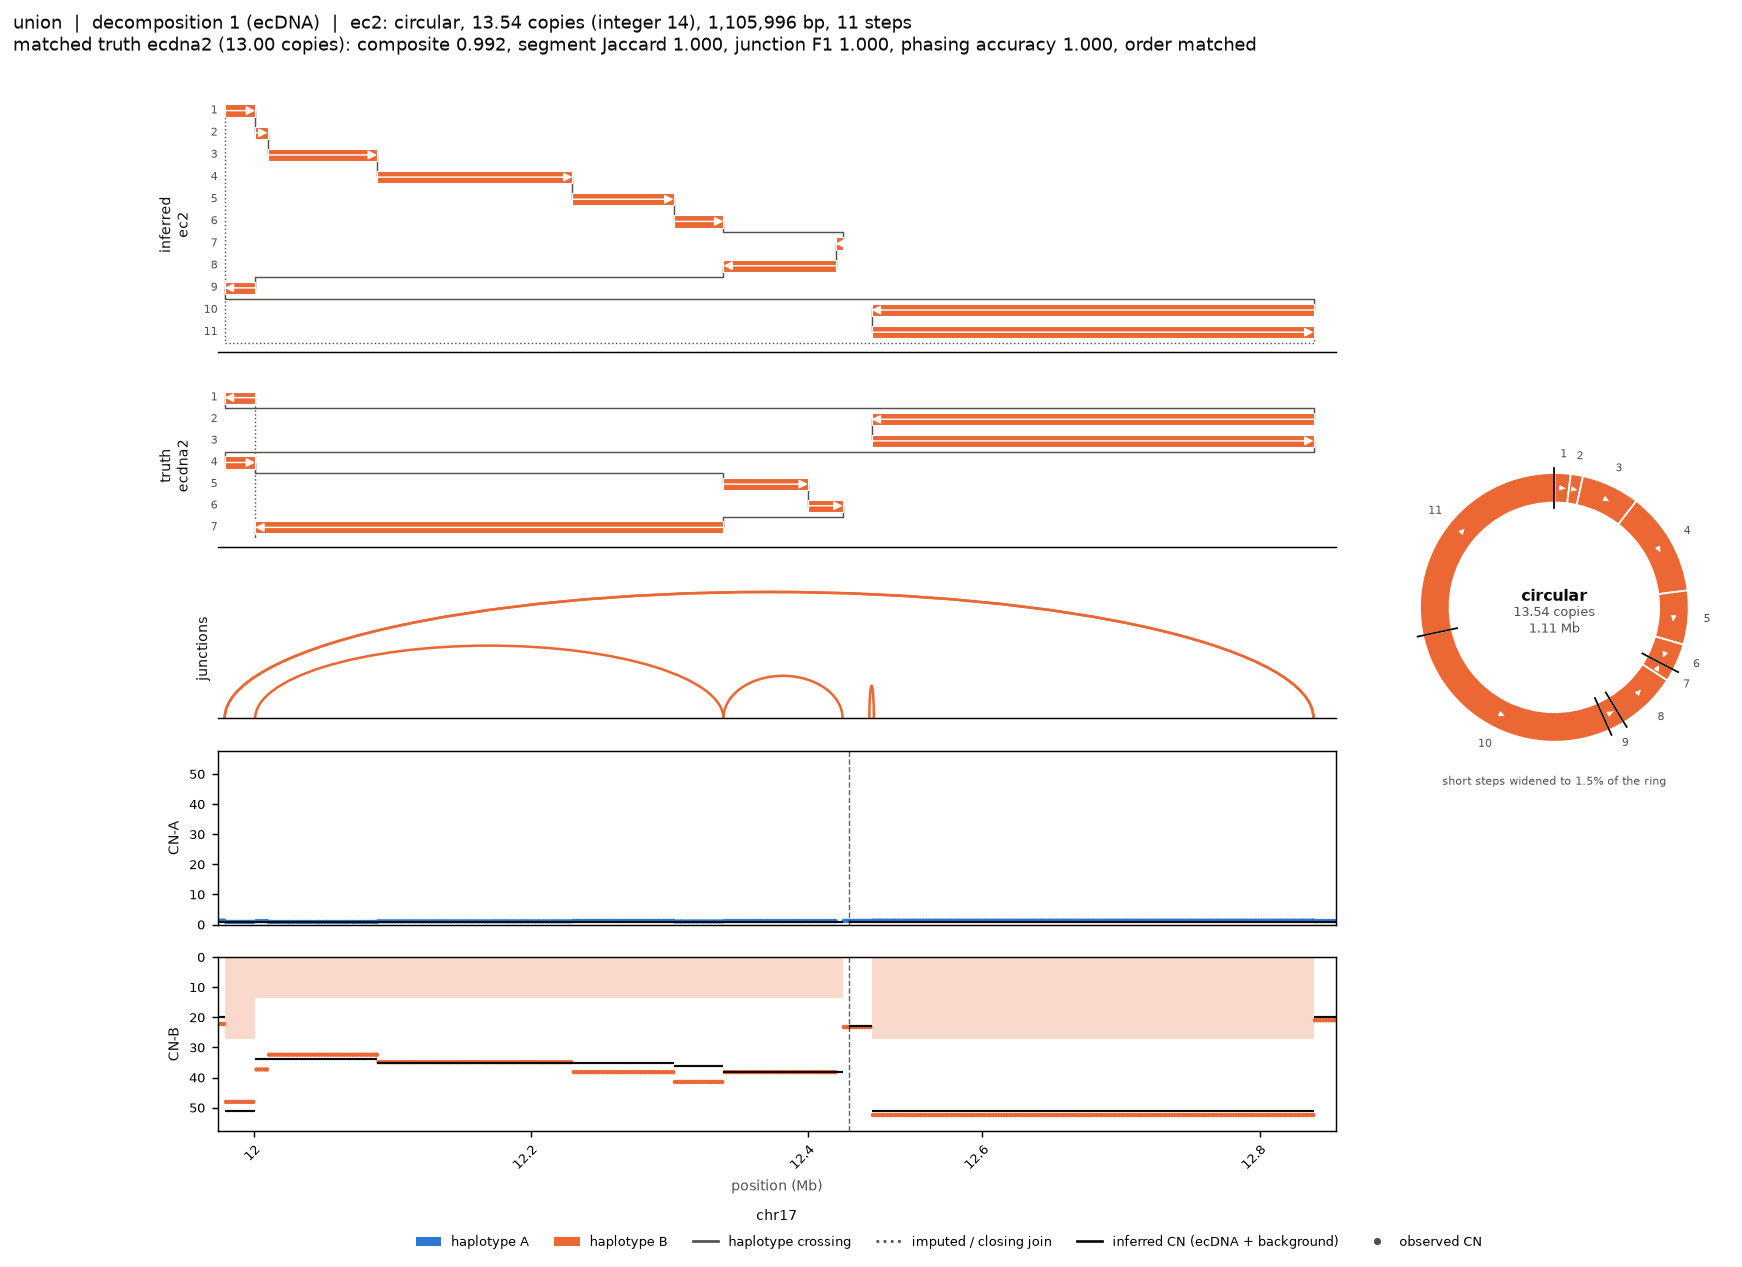 union | decomposition 1 (ecDNA) | ec2: circular, 13.54 copies (integer 14), 1,105,996 bp, 11 steps
matched truth ecdna2 (13.00 copies): composite 0.992, segment Jaccard 1.000, junction F1 1.000, phasing accuracy 1.000, order matched
inferred
ec2
1
2
3
4
5
6
7
8
9
10
11
truth
ecdna2
1
2
3
4
5
6
7
junctions
CN-A
50
40
30
20
10
0
CN-B
0
10
20
30
40
50
12
12.2
12.4
12.6
12.8
position (Mb)
chr17
1
2
3
4
5
6
7
8
9
10
11
circular
13.54 copies
1.11 Mb
short steps widened to 1.5% of the ring
haplotype A
haplotype B
haplotype crossing
imputed / closing join
inferred CN (ecDNA + background)
observed CN